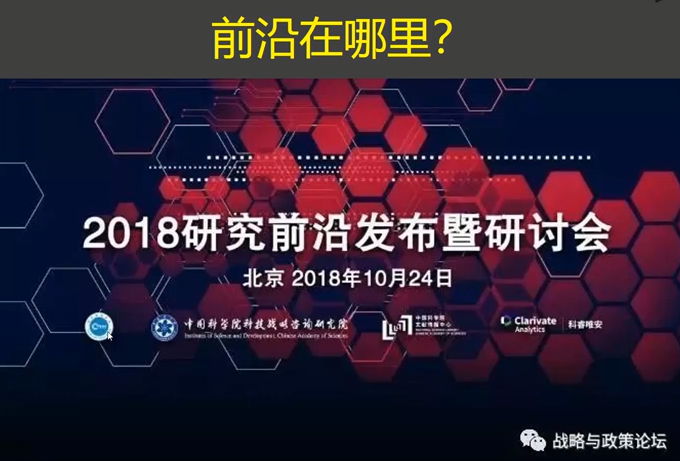 前沿在哪里?
2018研究前沿发布暨研讨会
北京 2018年10月24日
中国科学院科技战略咨询研究院
Institutes of Science and Development, Chinese Academy of Sciences
中国科学院
文献情报中心
Clarivate
Analytics
科睿唯安
战略与政策论坛